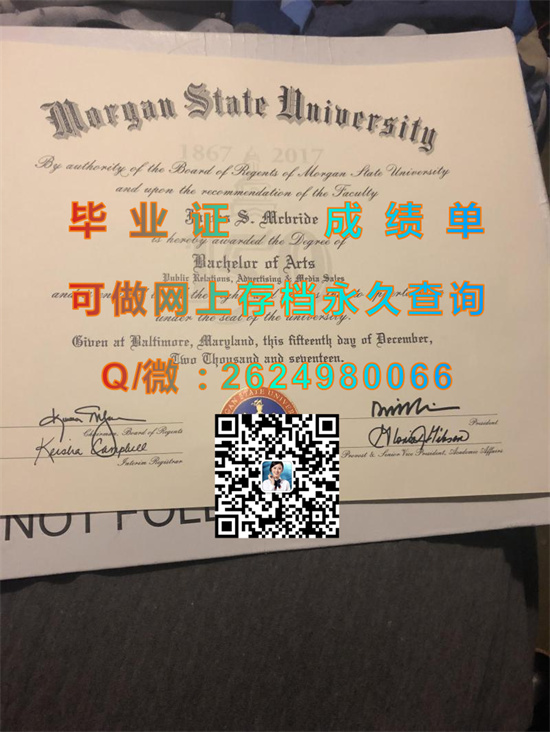 Morgan State University
1867 2017
By authority of the Board of Regents of Morgan State University
and upon the recommendation of the Faculty
毕业证 成绩单
S. Mcbride
is hereby awarded the Degree of
Bachelor of Arts
Public Relations, Advertising & Media Sales
可做网上存档永久查询
under the seal of the university.
Given at Baltimore, Maryland, this fifteenth day of December,
Two Thousand and seventeen.
Q/微：2624980066
STATE UNIVE
Chairman, Board of Regents
President
Keisha Campbell
Interim Registrar
Provost & Senior Vice President, Academic Affairs
NOT FOL